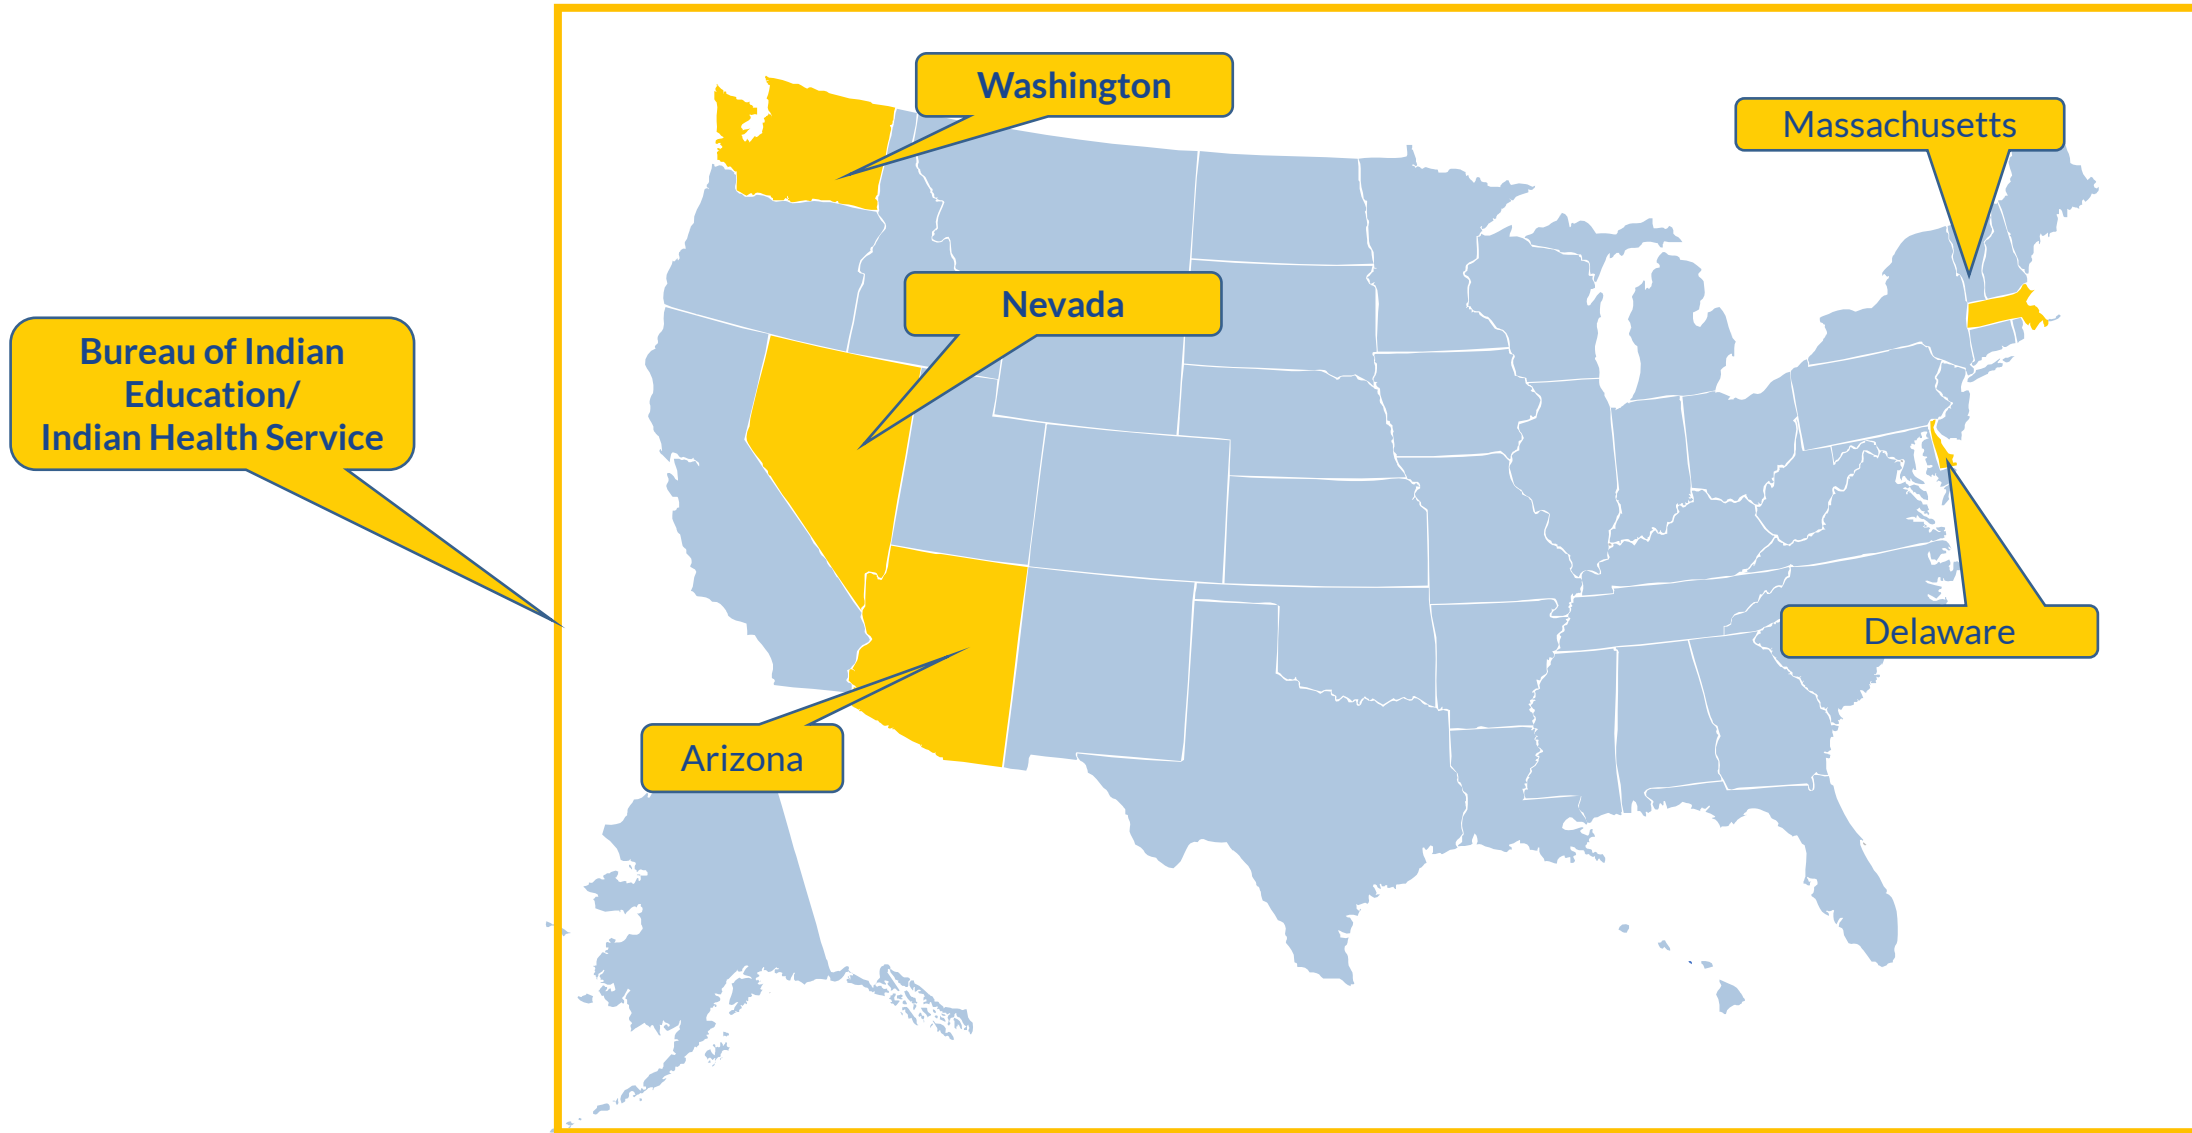 Washington
Massachusetts
Nevada
Bureau of Indian
Education/
Indian Health Service
Delaware
Arizona